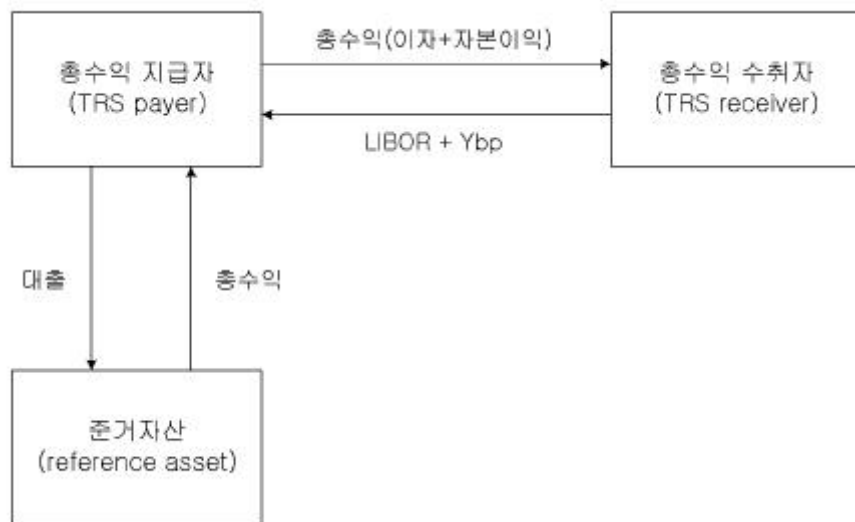 총수익(이자+자본이익)
총수익 지급자
(TRS payer)
총수익 수취자
(TRS receiver)
LIBOR + Ybp
대출
총수익
준거자산
(reference asset)